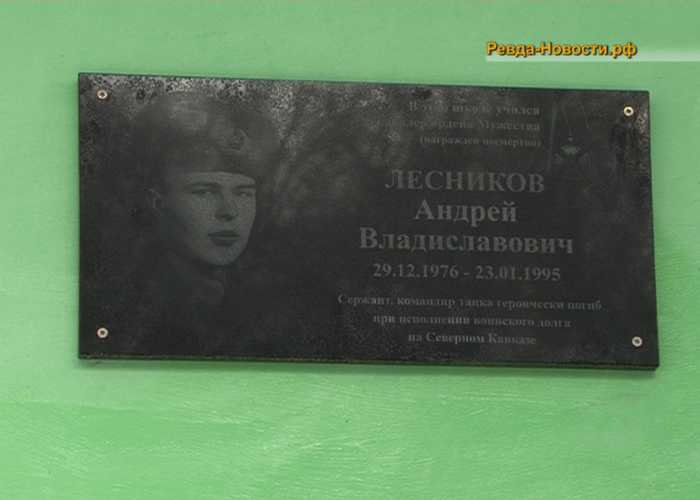 Ревда-Новости.рф
В этой школе учился
кавалер ордена Мужества
(награжден посмертно)
ЛЕСНИКОВ
Андрей
Владиславович
29.12.1976 - 23.01.1995
Сержант, командир танка героически погиб
при исполнении воинского долга
на Северном Кавказе